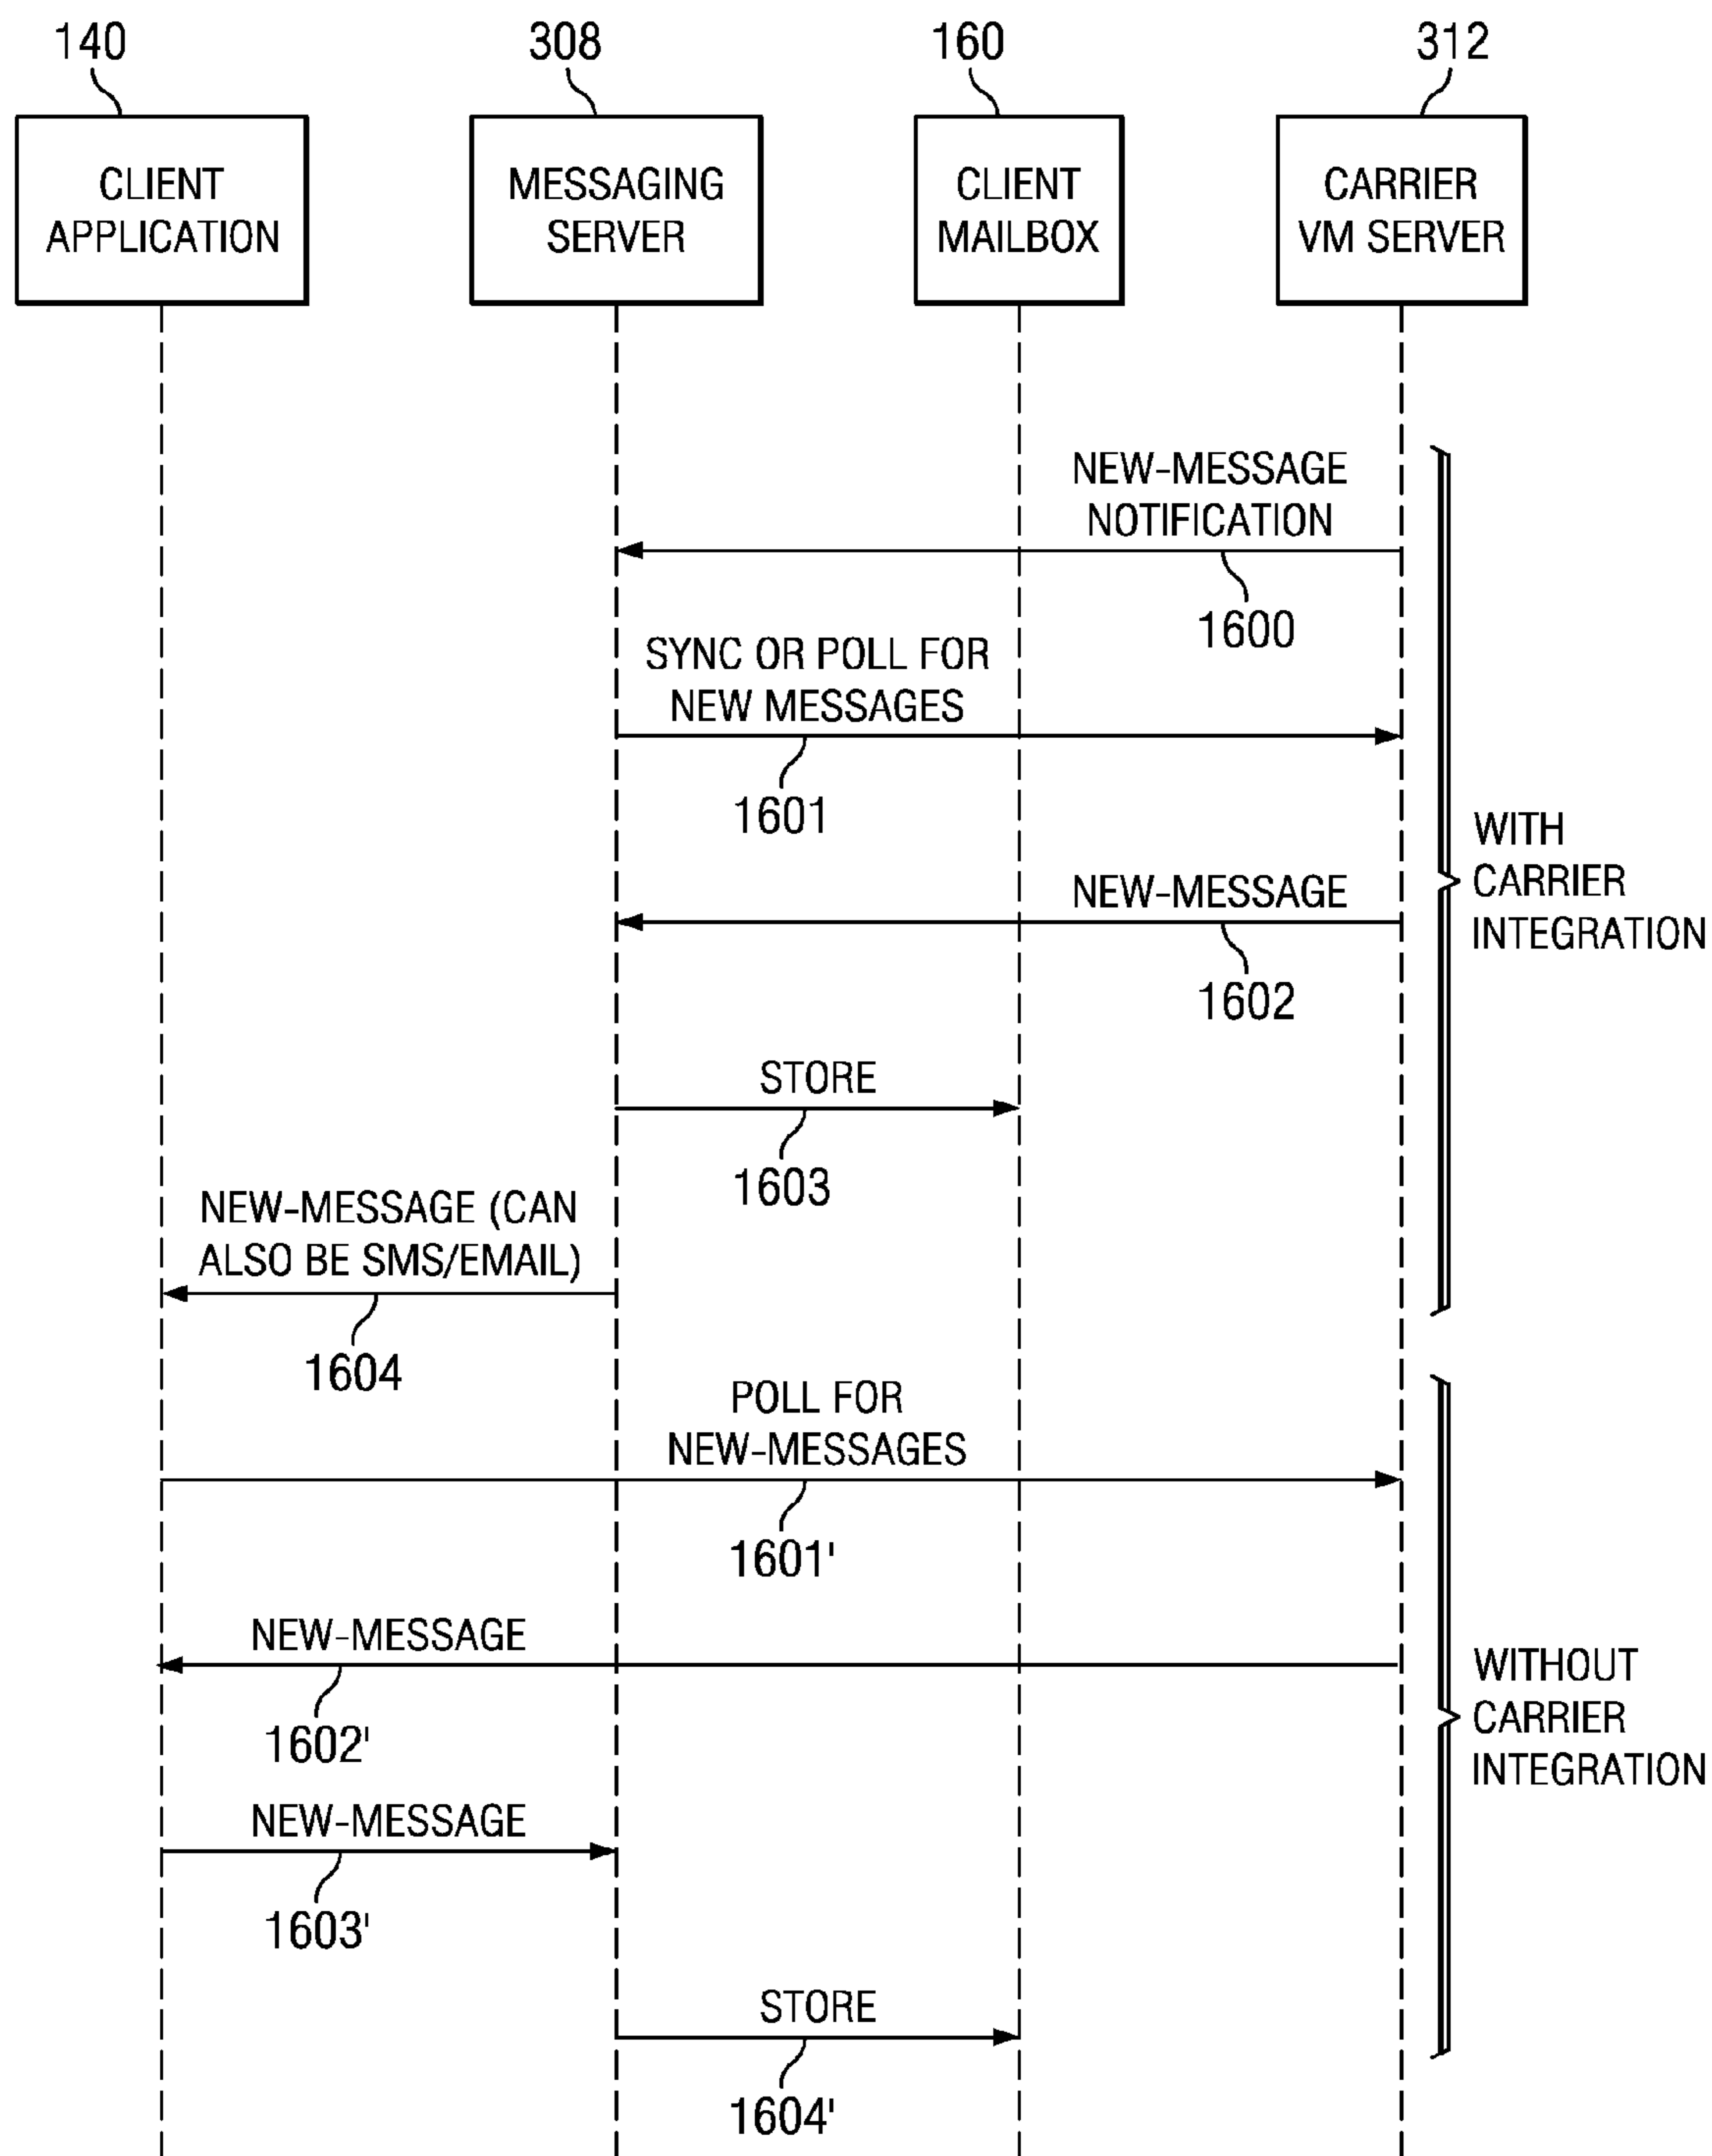 140
308
160
312
CLIENT
APPLICATION
MESSAGING
SERVER
CLIENT
MAILBOX
CARRIER
VM SERVER
NEW-MESSAGE
NOTIFICATION
1600
SYNC OR POLL FOR
NEW MESSAGES
1601
WITH
CARRIER
INTEGRATION
NEW-MESSAGE
1602
STORE
1603
NEW-MESSAGE (CAN
ALSO BE SMS/EMAIL)
1604
POLL FOR
NEW-MESSAGES
1601'
NEW-MESSAGE
1602'
WITHOUT
CARRIER
INTEGRATION
NEW-MESSAGE
1603'
STORE
1604'